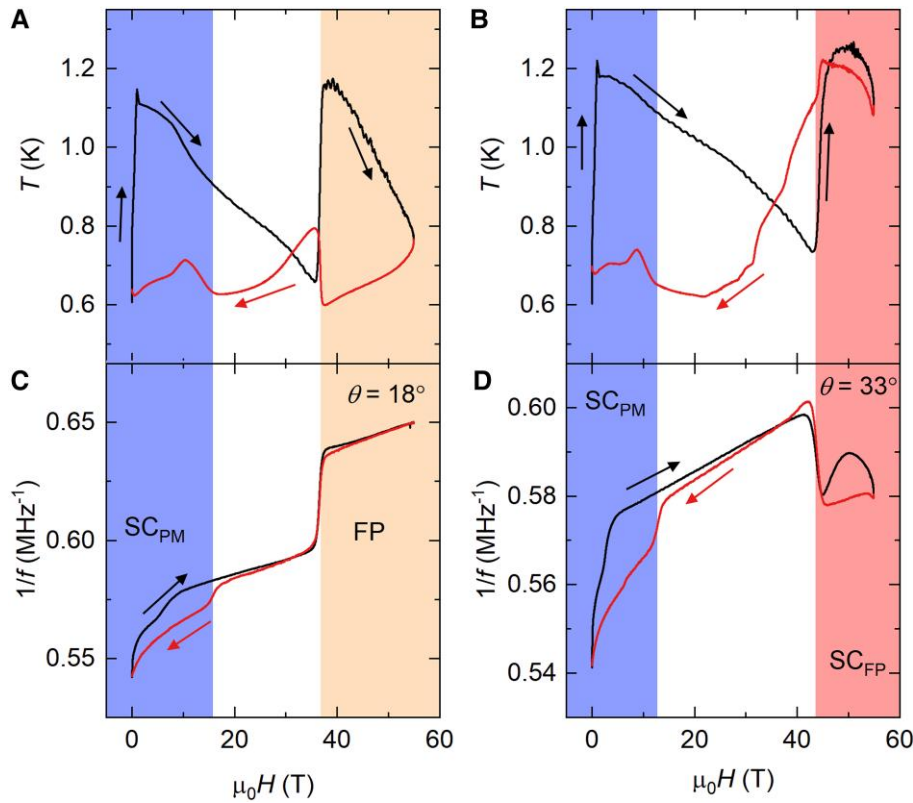 A
B
1.2
1.0
0.8
0.6
T (K)
1.2
1.0
0.8
0.6
T (K)
C
D
θ = 18°
θ = 33°
0.65
0.60
0.55
1/f (MHz⁻¹)
SC_PM
FP
0.60
0.58
0.56
0.54
1/f (MHz⁻¹)
SC_PM
SC_FP
0 20 40 60
0 20 40 60
μ₀H (T)
μ₀H (T)